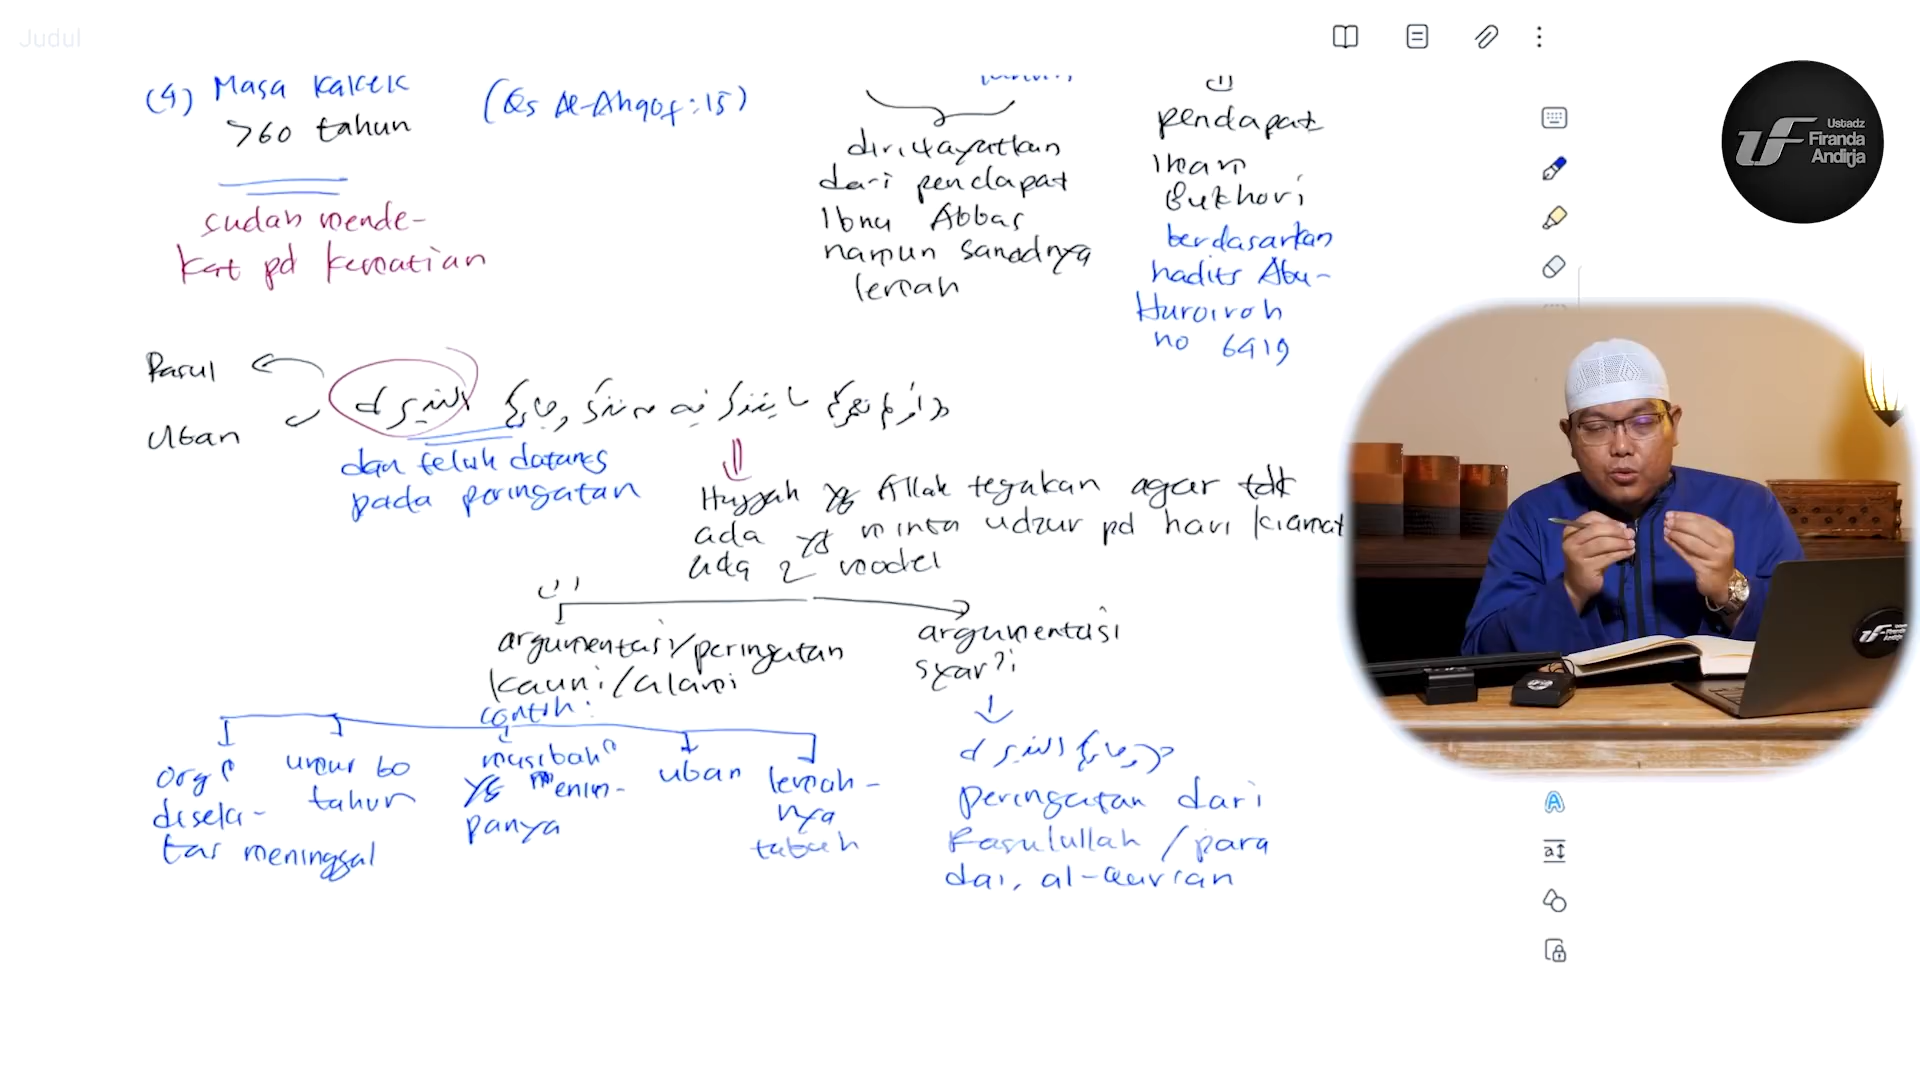 Judul
(4) Masa Kakek
>60 tahun
(Qs Al-Ahqof:15)
sudah mende-
kat pd kematian
diriwayatkan
dari pendapat
Ibnu Abbas
namun sanadnya
lemah
pendapat
Imam
Bukhori
berdasarkan
hadits Abu-
Huroiroh
no 6419
Ustadz
Firanda
Andirja
Rasul
Uban
النذير
dan telah datang
pada peringatan
Hujjah yg Allah tegakan agar tdk
ada yg minta udzur pd hari kiamat
ada 2 model
argumentasi/peringatan
kauni/alami
contoh:
argumentasi
syar'i
org2
diseki-
tar meninggal
umur 60
tahun
musibah2
yg menim-
panya
uban
lemah-
nya
tubuh
النذير
peringatan dari
Rasulullah / para
dai, al-Qur'an